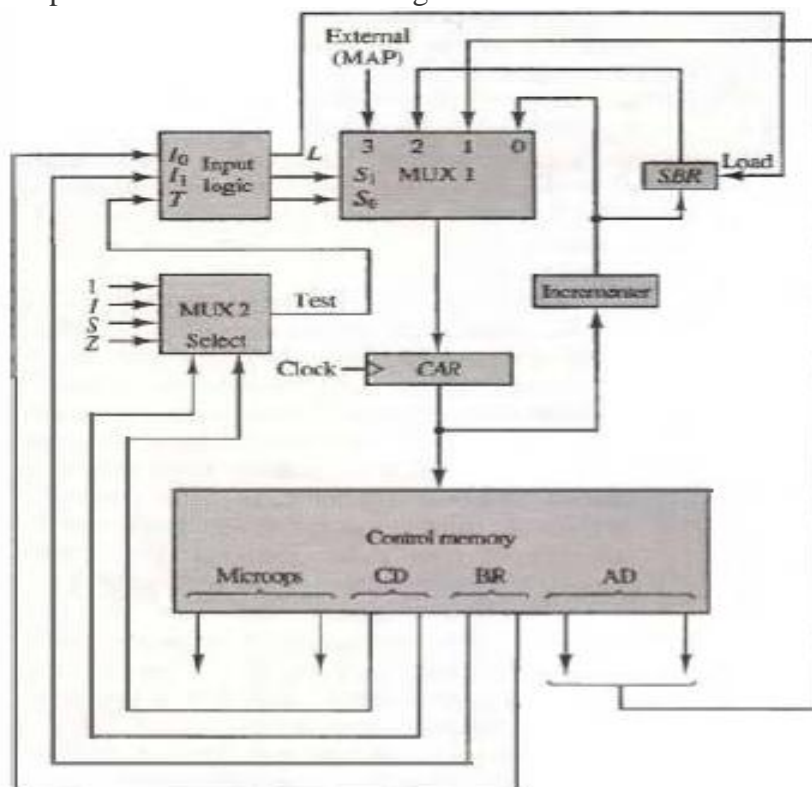 External
(MAP)
I₀ Input logic L
I₁
T
3 2 1 0
S₁ MUX 1
S₀
SBR Load
1
I
S
Z
MUX 2
Select
Test
Incrementer
Clock CAR
Control memory
Microops CD BR AD